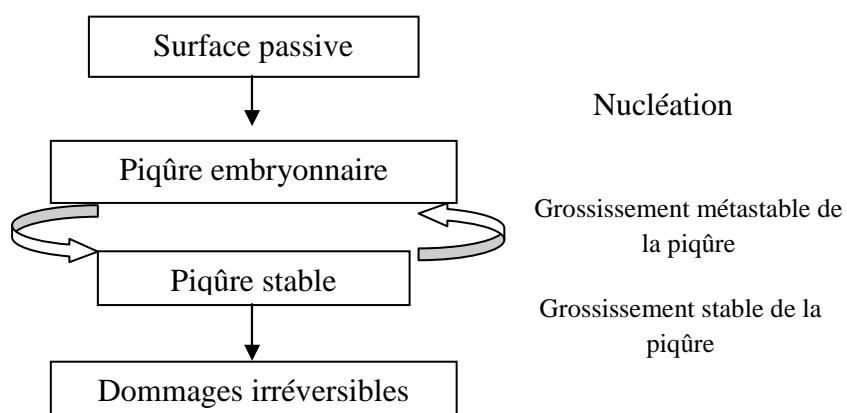 Surface passive
Nucléation
Piqûre embryonnaire
Grossissement métastable de
la piqûre
Piqûre stable
Grossissement stable de la
piqûre
Dommages irréversibles